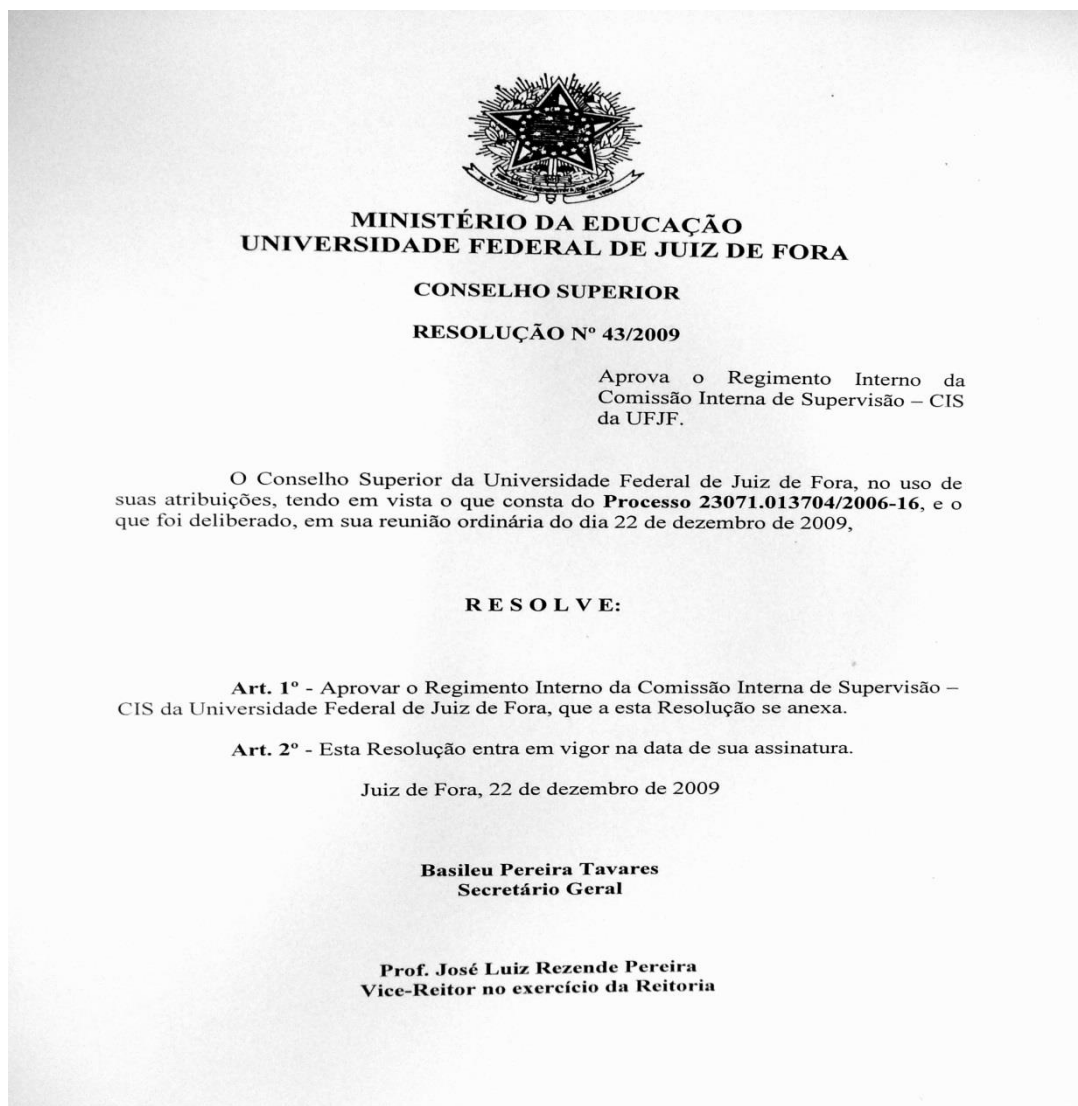 MINISTÉRIO DA EDUCAÇÃO
UNIVERSIDADE FEDERAL DE JUIZ DE FORA
CONSELHO SUPERIOR
RESOLUÇÃO Nº 43/2009
Aprova o Regimento Interno da
Comissão Interna de Supervisão – CIS
da UFJF.
O Conselho Superior da Universidade Federal de Juiz de Fora, no uso de
suas atribuições, tendo em vista o que consta do Processo 23071.013704/2006-16, e o
que foi deliberado, em sua reunião ordinária do dia 22 de dezembro de 2009,
R E S O L V E:
Art. 1º - Aprovar o Regimento Interno da Comissão Interna de Supervisão –
CIS da Universidade Federal de Juiz de Fora, que a esta Resolução se anexa.
Art. 2º - Esta Resolução entra em vigor na data de sua assinatura.
Juiz de Fora, 22 de dezembro de 2009
Basileu Pereira Tavares
Secretário Geral
Prof. José Luiz Rezende Pereira
Vice-Reitor no exercício da Reitoria